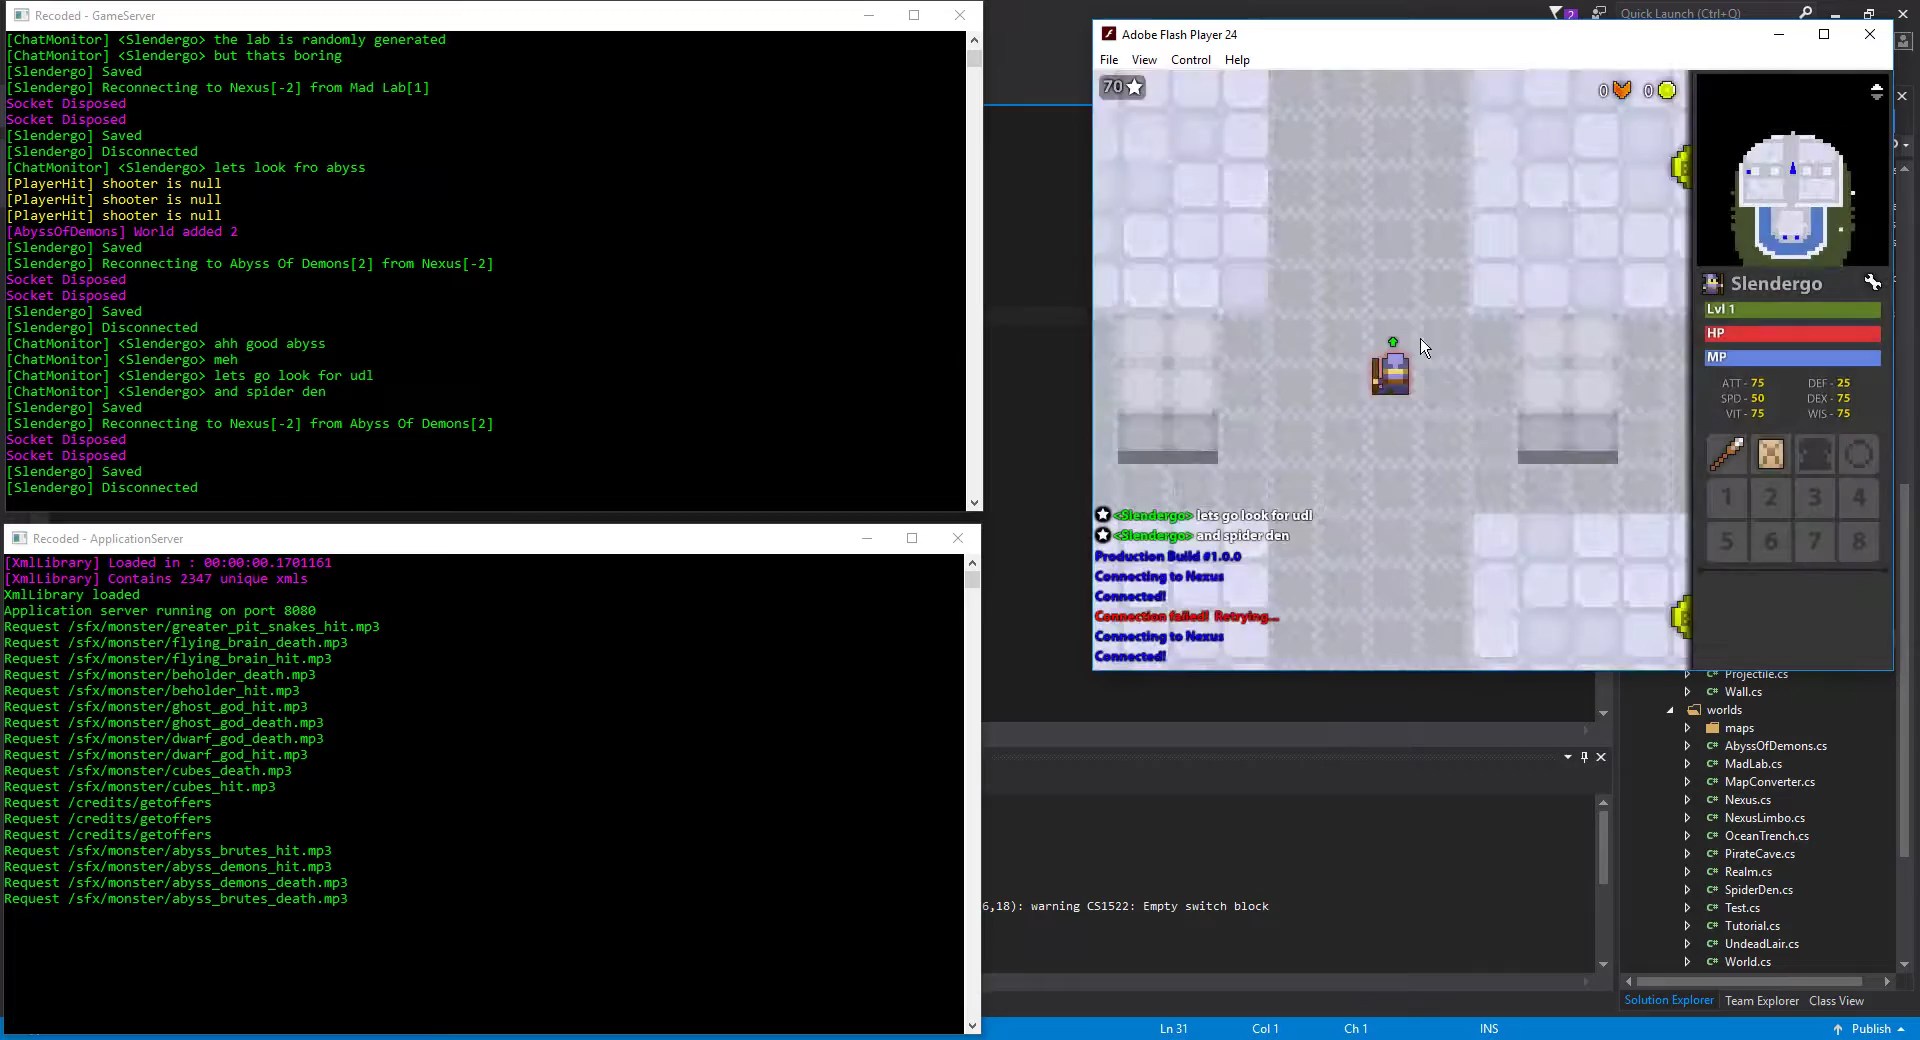 Recoded - GameServer
[ChatMonitor] <Slendergo> the lab is randomly generated
[ChatMonitor] <Slendergo> but thats boring
[Slendergo] Saved
[Slendergo] Reconnecting to Nexus[-2] from Mad Lab[1]
Socket Disposed
Socket Disposed
[Slendergo] Saved
[Slendergo] Disconnected
[ChatMonitor] <Slendergo> lets look fro abyss
[PlayerHit] shooter is null
[PlayerHit] shooter is null
[PlayerHit] shooter is null
[AbyssOfDemons] World added 2
[Slendergo] Saved
[Slendergo] Reconnecting to Abyss Of Demons[2] from Nexus[-2]
Socket Disposed
Socket Disposed
[Slendergo] Saved
[Slendergo] Disconnected
[ChatMonitor] <Slendergo> ahh good abyss
[ChatMonitor] <Slendergo> meh
[ChatMonitor] <Slendergo> lets go look for udl
[ChatMonitor] <Slendergo> and spider den
[Slendergo] Saved
[Slendergo] Reconnecting to Nexus[-2] from Abyss Of Demons[2]
Socket Disposed
Socket Disposed
[Slendergo] Saved
[Slendergo] Disconnected
Recoded - ApplicationServer
[XmlLibrary] Loaded in : 00:00:00.1701161
[XmlLibrary] Contains 2347 unique xmls
XmlLibrary loaded
Application server running on port 8080
Request /sfx/monster/greater_pit_snakes_hit.mp3
Request /sfx/monster/flying_brain_death.mp3
Request /sfx/monster/flying_brain_hit.mp3
Request /sfx/monster/beholder_death.mp3
Request /sfx/monster/beholder_hit.mp3
Request /sfx/monster/ghost_god_hit.mp3
Request /sfx/monster/ghost_god_death.mp3
Request /sfx/monster/dwarf_god_death.mp3
Request /sfx/monster/dwarf_god_hit.mp3
Request /sfx/monster/cubes_death.mp3
Request /sfx/monster/cubes_hit.mp3
Request /credits/getoffers
Request /credits/getoffers
Request /credits/getoffers
Request /sfx/monster/abyss_brutes_hit.mp3
Request /sfx/monster/abyss_demons_hit.mp3
Request /sfx/monster/abyss_demons_death.mp3
Request /sfx/monster/abyss_brutes_death.mp3
2
Quick Launch (Ctrl+Q)
Adobe Flash Player 24
File View Control Help
70
0 0
Slendergo
Lvl 1
HP
MP
ATT - 75 DEF - 25
SPD - 50 DEX - 75
VIT - 75 WIS - 75
1 2 3 4
5 6 7 8
<Slendergo> lets go look for udl
<Slendergo> and spider den
Production Build #1.0.0
Connecting to Nexus
Connected!
Connection failed! Retrying...
Connecting to Nexus
Connected!
6,18): warning CS1522: Empty switch block
Projectile.cs
Wall.cs
worlds
maps
AbyssOfDemons.cs
MadLab.cs
MapConverter.cs
Nexus.cs
NexusLimbo.cs
OceanTrench.cs
PirateCave.cs
Realm.cs
SpiderDen.cs
Test.cs
Tutorial.cs
UndeadLair.cs
World.cs
Solution Explorer Team Explorer Class View
Ln 31 Col 1 Ch 1 INS Publish